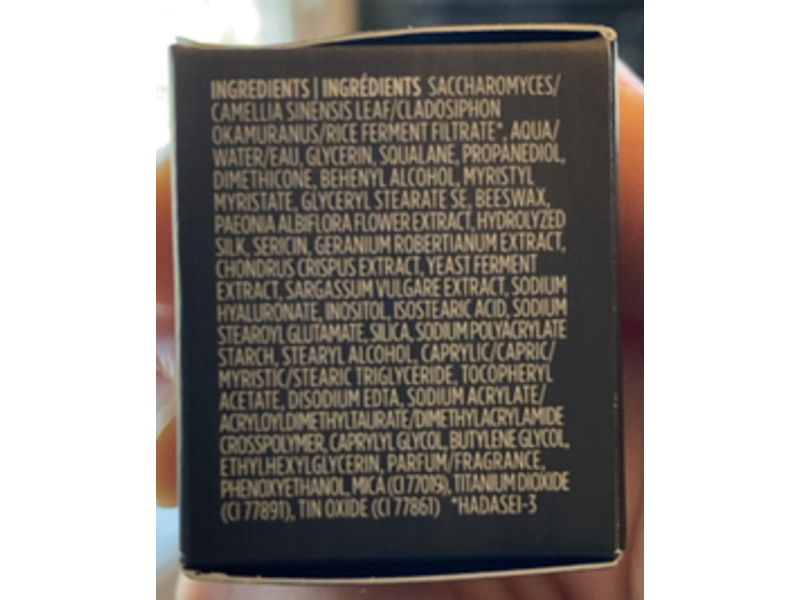 INGREDIENTS | INGRÉDIENTS SACCHAROMYCES/
CAMELLIA SINENSIS LEAF/CLADOSIPHON
OKAMURANUS/RICE FERMENT FILTRATE*, AQUA/
WATER/EAU, GLYCERIN, SQUALANE, PROPANEDIOL,
DIMETHICONE, BEHENYL ALCOHOL, MYRISTYL
MYRISTATE, GLYCERYL STEARATE SE, BEESWAX,
PAEONIA ALBIFLORA FLOWER EXTRACT, HYDROLYZED
SILK, SERICIN, GERANIUM ROBERTIANUM EXTRACT,
CHONDRUS CRISPUS EXTRACT, YEAST FERMENT
EXTRACT, SARGASSUM VULGARE EXTRACT, SODIUM
HYALURONATE, INOSITOL, ISOSTEARIC ACID, SODIUM
STEAROYL GLUTAMATE, SILICA, SODIUM POLYACRYLATE
STARCH, STEARYL ALCOHOL, CAPRYLIC/CAPRIC/
MYRISTIC/STEARIC TRIGLYCERIDE, TOCOPHERYL
ACETATE, DISODIUM EDTA, SODIUM ACRYLATE/
ACRYLOYLDIMETHYLTAURATE/DIMETHYLACRYLAMIDE
CROSSPOLYMER, CAPRYLYL GLYCOL, BUTYLENE GLYCOL,
ETHYLHEXYLGLYCERIN, PARFUM/FRAGRANCE,
PHENOXYETHANOL, MICA (CI 77019), TITANIUM DIOXIDE
(CI 77891), TIN OXIDE (CI 77861) *HADASEI-3